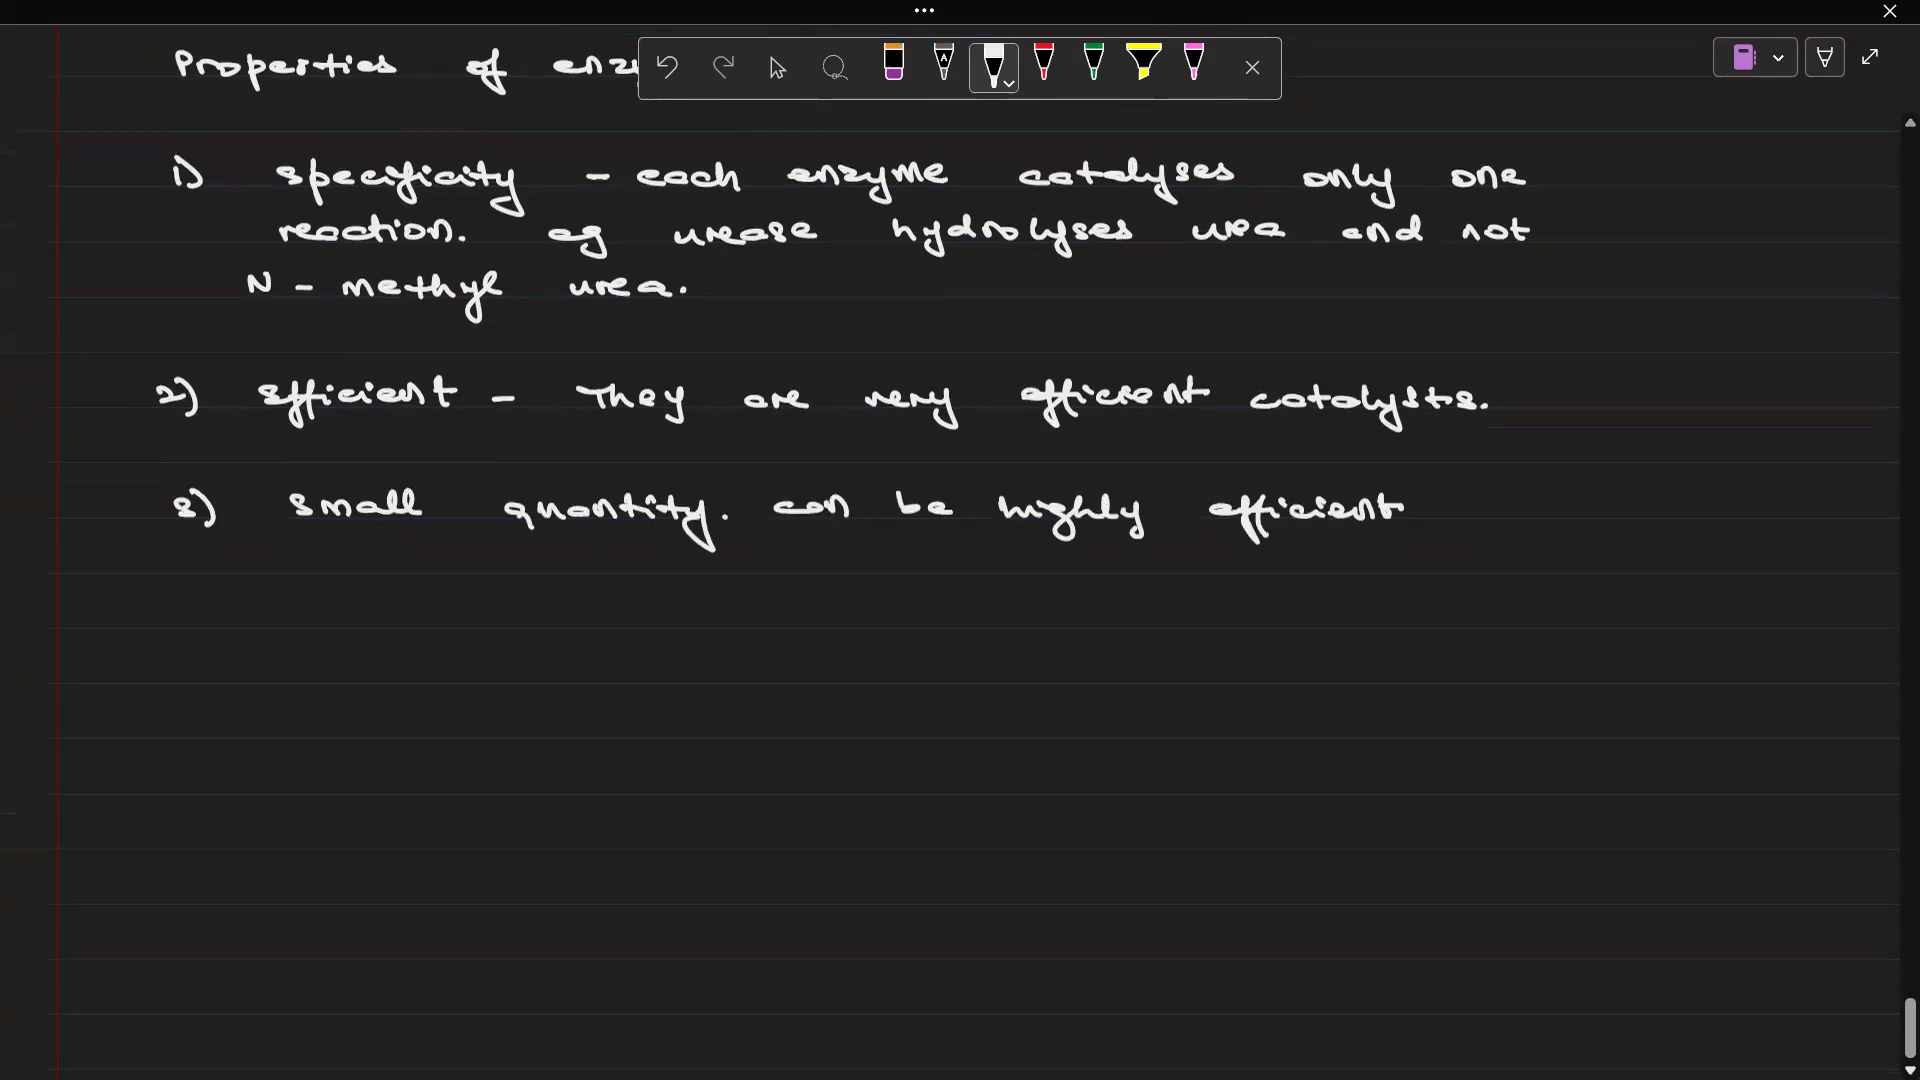 Properties of enzy
1) specificity - each enzyme catalyses only one
reaction. eg urease hydrolyses urea and not
N - methyl urea.
2) efficient - They are very efficient catalysts.
3) small quantity. can be highly efficient